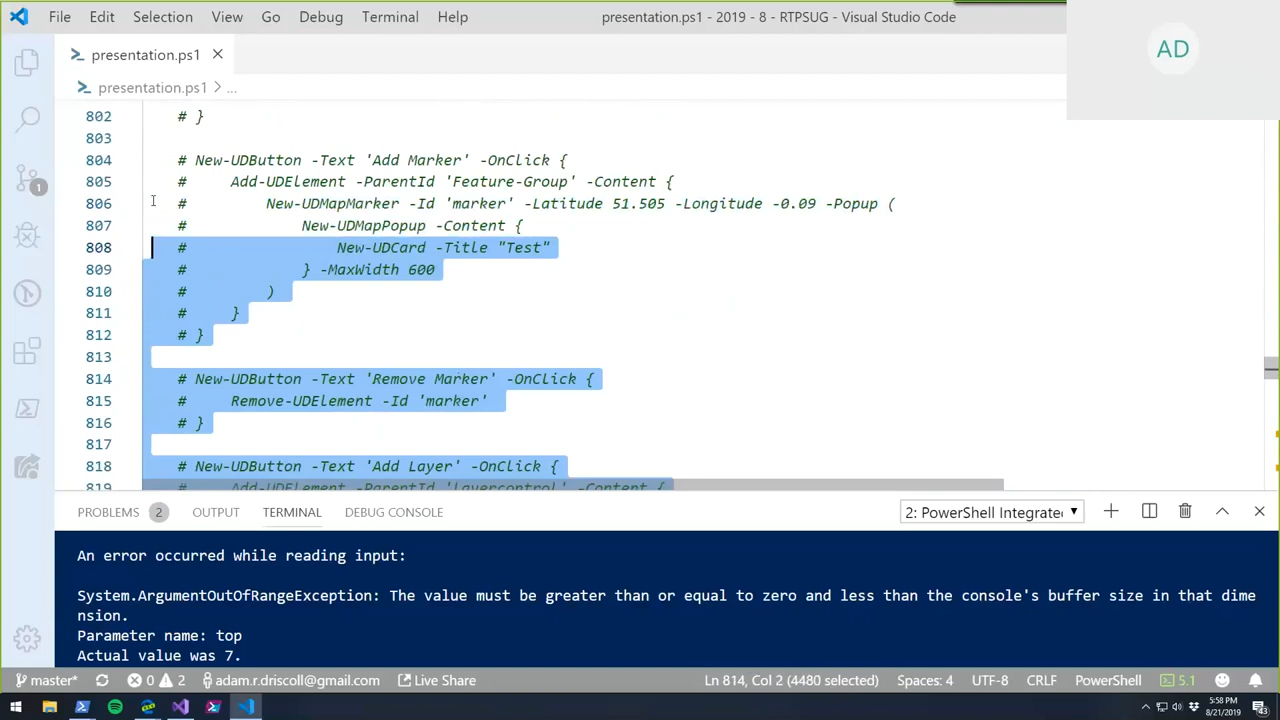 File Edit Selection View Go Debug Terminal Help presentation.ps1 - 2019 - 8 - RTPSUG - Visual Studio Code
AD
presentation.ps1
presentation.ps1 > ...
802 # }
803
804 # New-UDButton -Text 'Add Marker' -OnClick {
805 #     Add-UDElement -ParentId 'Feature-Group' -Content {
806 #         New-UDMapMarker -Id 'marker' -Latitude 51.505 -Longitude -0.09 -Popup (
807 #             New-UDMapPopup -Content {
808 #                 New-UDCard -Title "Test"
809 #             } -MaxWidth 600
810 #         )
811 #     }
812 # }
813
814 # New-UDButton -Text 'Remove Marker' -OnClick {
815 #     Remove-UDElement -Id 'marker'
816 # }
817
818 # New-UDButton -Text 'Add Layer' -OnClick {
819 #     Add-UDElement -ParentId 'layercontrol' -Content {
1
PROBLEMS 2 OUTPUT TERMINAL DEBUG CONSOLE 2: PowerShell Integrated
An error occurred while reading input:
System.ArgumentOutOfRangeException: The value must be greater than or equal to zero and less than the console's buffer size in that dime
nsion.
Parameter name: top
Actual value was 7.
master* 0 2 adam.r.driscoll@gmail.com Live Share Ln 814, Col 2 (4480 selected) Spaces: 4 UTF-8 CRLF PowerShell 5.1
5:58 PM
8/21/2019